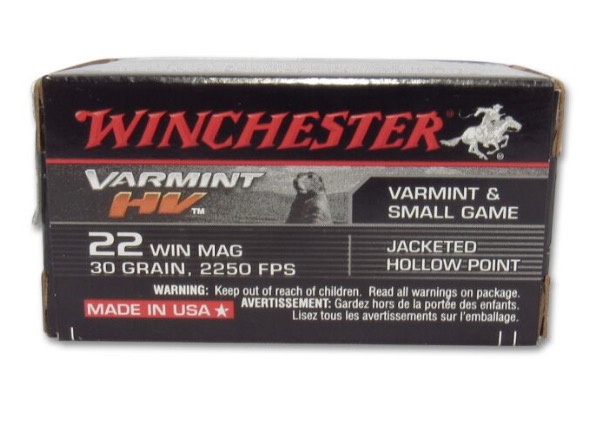 WINCHESTER®
VARMINT
HV™
VARMINT &
SMALL GAME
22 WIN MAG
30 GRAIN, 2250 FPS
JACKETED
HOLLOW POINT
WARNING: Keep out of reach of children. Read all warnings on package.
AVERTISSEMENT: Gardez hors de la portée des enfants.
Lisez tous les avertissements sur l'emballage.
MADE IN USA ★